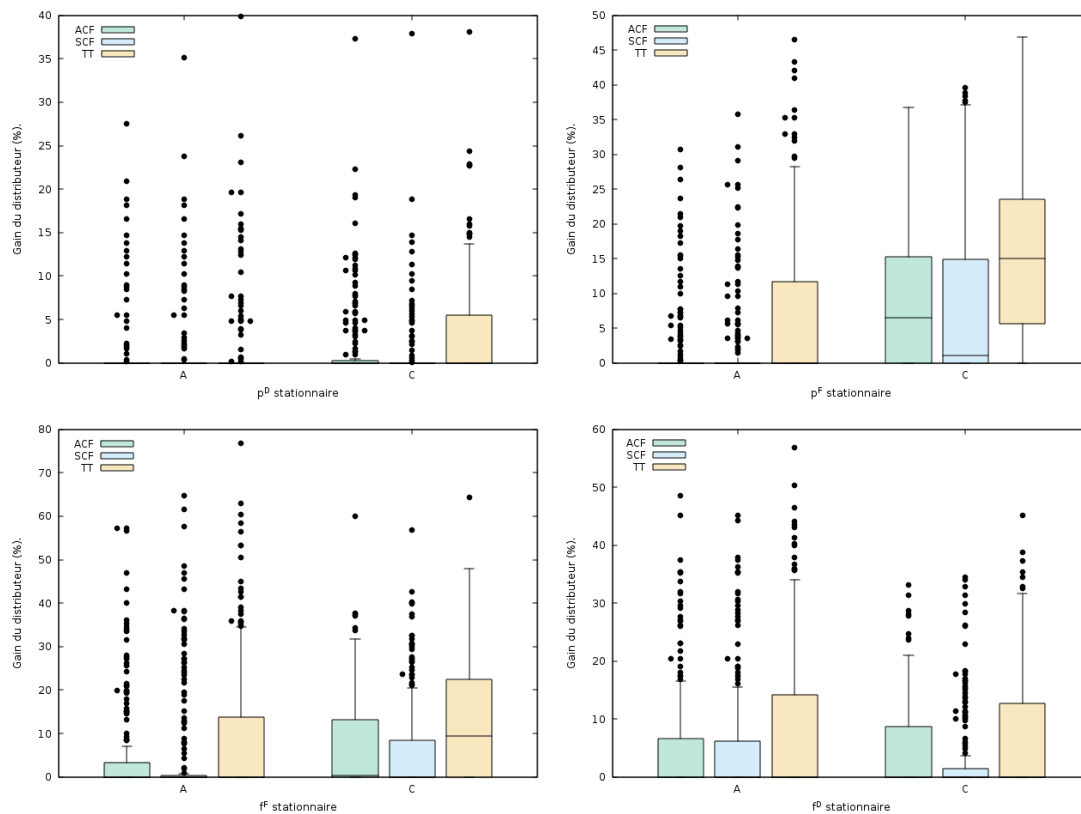 40
35
30
25
20
15
10
5
0
Gain du distributeur (%).
ACF
SCF
TT
A
C
p^D stationnaire
50
45
40
35
30
25
20
15
10
5
0
Gain du distributeur (%).
ACF
SCF
TT
A
C
p^F stationnaire
80
70
60
50
40
30
20
10
0
Gain du distributeur (%).
ACF
SCF
TT
A
C
f^F stationnaire
60
50
40
30
20
10
0
Gain du distributeur (%).
ACF
SCF
TT
A
C
f^D stationnaire